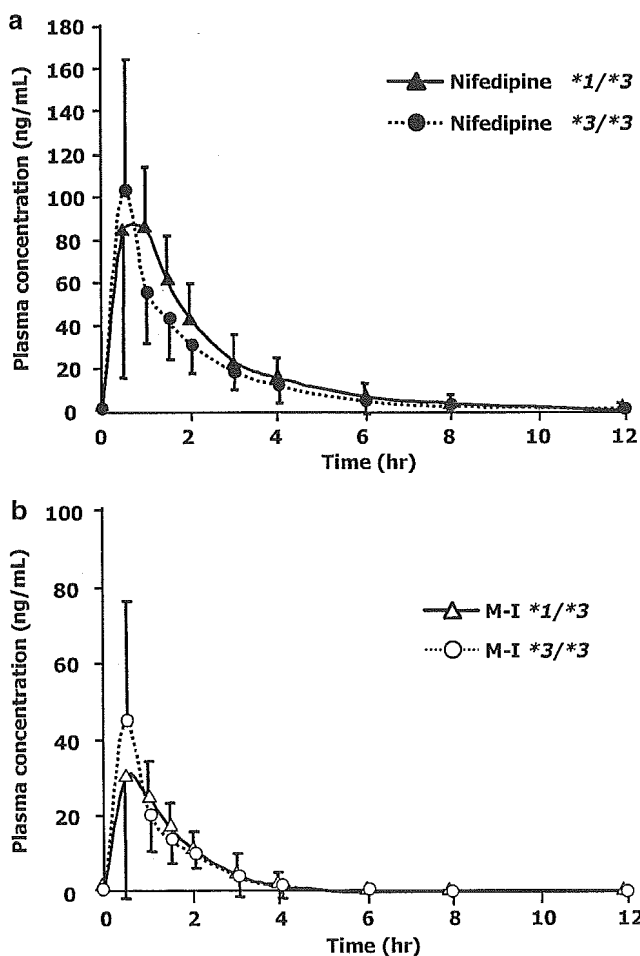 a
180
160
140
120
100
80
60
40
20
0
Plasma concentration (ng/mL)
Nifedipine *1/*3
Nifedipine *3/*3
0 2 4 6 8 10 12
Time (hr)
b
100
80
60
40
20
0
Plasma concentration (ng/mL)
M-I *1/*3
M-I *3/*3
0 2 4 6 8 10 12
Time (hr)